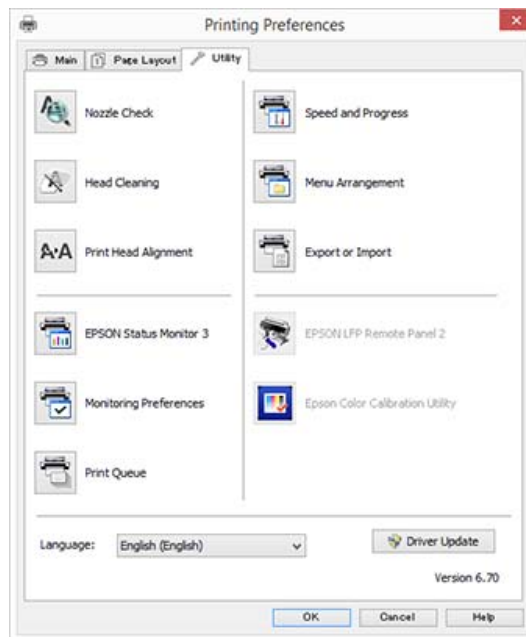 Printing Preferences
Main
Page Layout
Utility
Nozzle Check
Speed and Progress
Head Cleaning
Menu Arrangement
Print Head Alignment
Export or Import
EPSON Status Monitor 3
EPSON LFP Remote Panel 2
Monitoring Preferences
Epson Color Calibration Utility
Print Queue
Language:
English (English)
Driver Update
Version 6.70
OK
Cancel
Help